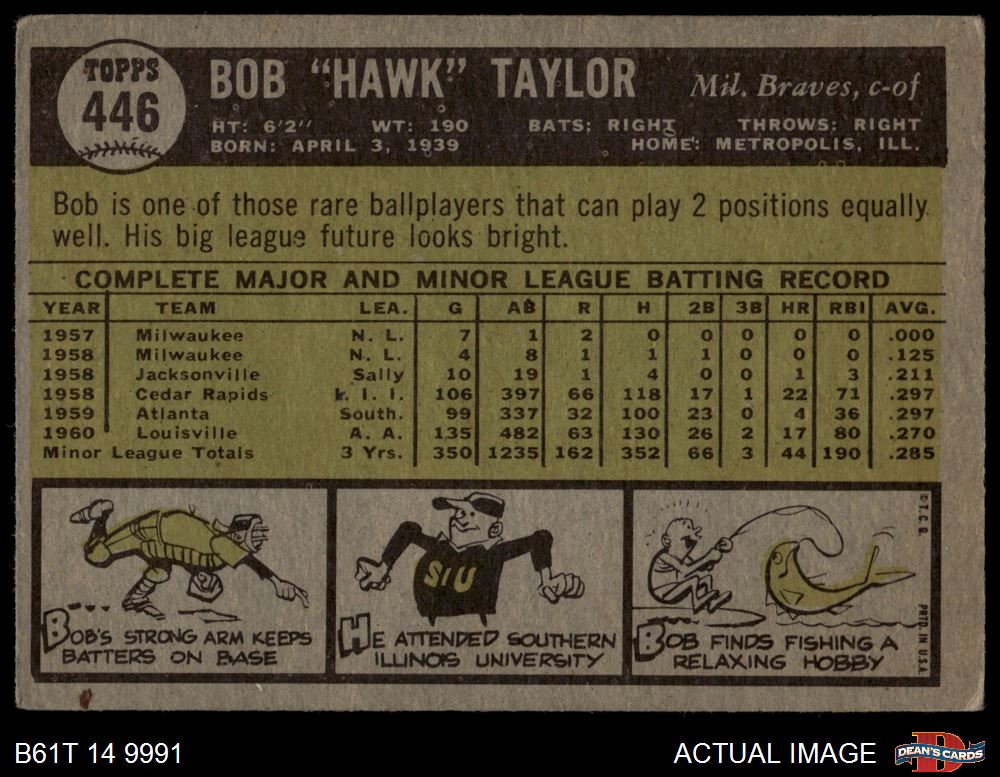 TOPPS
446
BOB "HAWK" TAYLOR Mil. Braves, c-of
HT: 6'2" WT: 190 BATS: RIGHT THROWS: RIGHT
BORN: APRIL 3, 1939 HOME: METROPOLIS, ILL.
Bob is one of those rare ballplayers that can play 2 positions equally
well. His big league future looks bright.
COMPLETE MAJOR AND MINOR LEAGUE BATTING RECORD
YEAR TEAM LEA. G AB R H 2B 3B HR RBI AVG.
1957 Milwaukee N. L. 7 1 2 0 0 0 0 0 .000
1958 Milwaukee N. L. 4 8 1 1 1 0 0 0 .125
1958 Jacksonville Sally 10 19 1 4 0 0 1 3 .211
1958 Cedar Rapids I. I. I. 106 397 66 118 17 1 22 71 .297
1959 Atlanta South. 99 337 32 100 23 0 4 36 .297
1960 Louisville A. A. 135 482 63 130 26 2 17 80 .270
Minor League Totals 3 Yrs. 350 1235 162 352 66 3 44 190 .285
BOB'S STRONG ARM KEEPS
BATTERS ON BASE
SIU
HE ATTENDED SOUTHERN
ILLINOIS UNIVERSITY
BOB FINDS FISHING A
RELAXING HOBBY
© T. C. G.
PRTD. IN U.S.A.
B61T 14 9991
ACTUAL IMAGE
D
DEAN'S CARDS